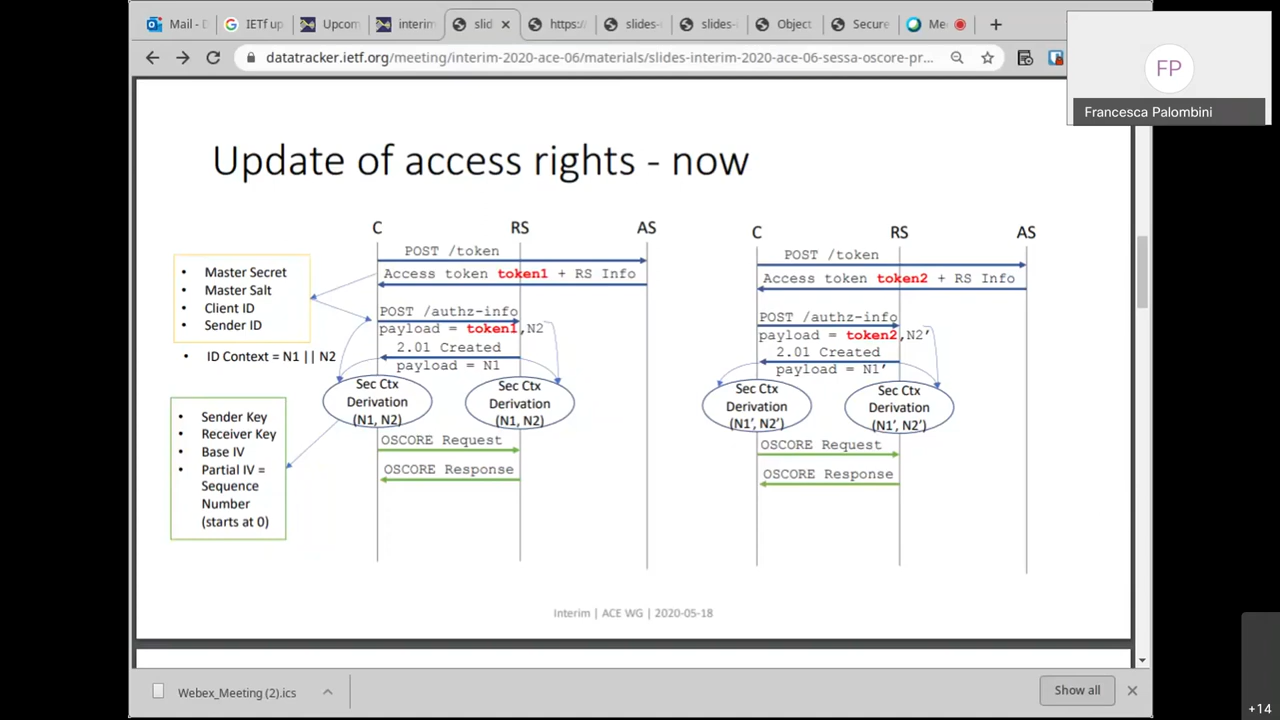 Mail - D
IETf up
Upcom
interim
slid
https:/
slides-
slides-
Object
Secure
Me
datatracker.ietf.org/meeting/interim-2020-ace-06/materials/slides-interim-2020-ace-06-sessa-oscore-pr...
FP
Francesca Palombini
Update of access rights - now
C RS AS
POST /token
Access token token1 + RS Info
POST /authz-info
payload = token1,N2
2.01 Created
payload = N1
Sec Ctx
Derivation
(N1, N2)
Sec Ctx
Derivation
(N1, N2)
OSCORE Request
OSCORE Response
• Master Secret
• Master Salt
• Client ID
• Sender ID
• ID Context = N1 || N2
• Sender Key
• Receiver Key
• Base IV
• Partial IV =
Sequence
Number
(starts at 0)
C RS AS
POST /token
Access token token2 + RS Info
POST /authz-info
payload = token2,N2’
2.01 Created
payload = N1’
Sec Ctx
Derivation
(N1’, N2’)
Sec Ctx
Derivation
(N1’, N2’)
OSCORE Request
OSCORE Response
Interim | ACE WG | 2020-05-18
Webex_Meeting (2).ics
Show all
+14